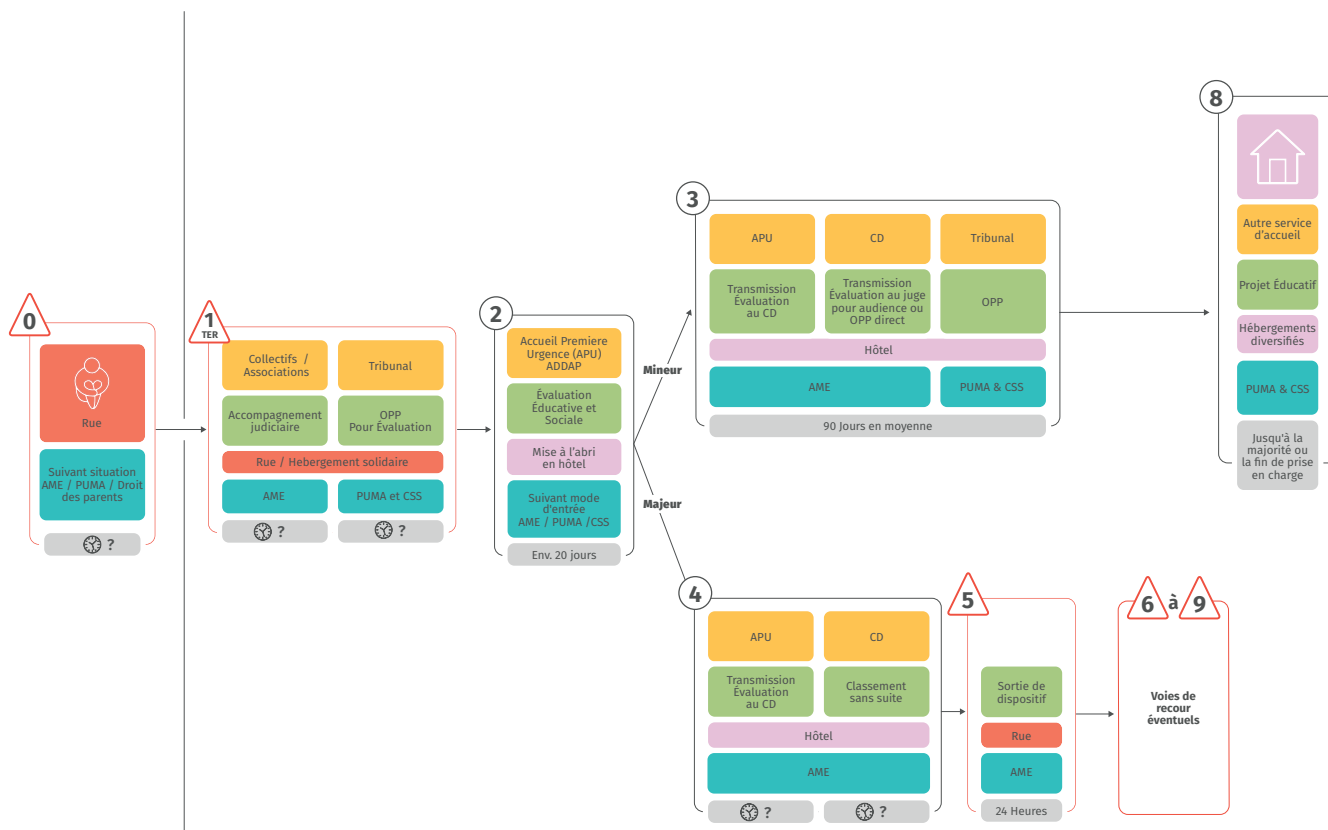 0
Rue
Suivant situation
AME / PUMA / Droit
des parents
?
1
TER
Collectifs /
Associations
Tribunal
Accompagnement
judiciaire
OPP
Pour Évaluation
Rue / Hebergement solidaire
AME
PUMA et CSS
?
?
2
Accueil Premiere
Urgence (APU)
ADDAP
Évaluation
Éducative et
Sociale
Mise à l'abri
en hôtel
Suivant mode
d'entrée
AME / PUMA /CSS
Env. 20 jours
Mineur
Majeur
3
APU
CD
Tribunal
Transmission
Évaluation
au CD
Transmission
Évaluation au juge
pour audience ou
OPP direct
OPP
Hôtel
AME
PUMA & CSS
90 Jours en moyenne
4
APU
CD
Transmission
Évaluation
au CD
Classement
sans suite
Hôtel
AME
?
?
5
Sortie de
dispositif
Rue
AME
24 Heures
6 à 9
Voies de
recour
éventuels
8
Autre service
d'accueil
Projet Éducatif
Hébergements
diversifiés
PUMA & CSS
Jusqu'à la
majorité ou
la fin de prise
en charge